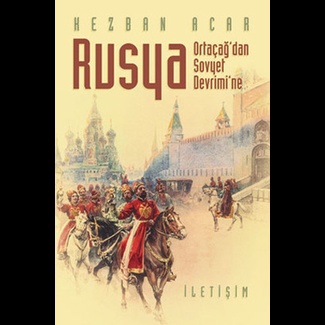 KEZBAN ACAR
Rusya
Ortaçağ'dan
Sovyet
Devrimi'ne
İLETİŞİM